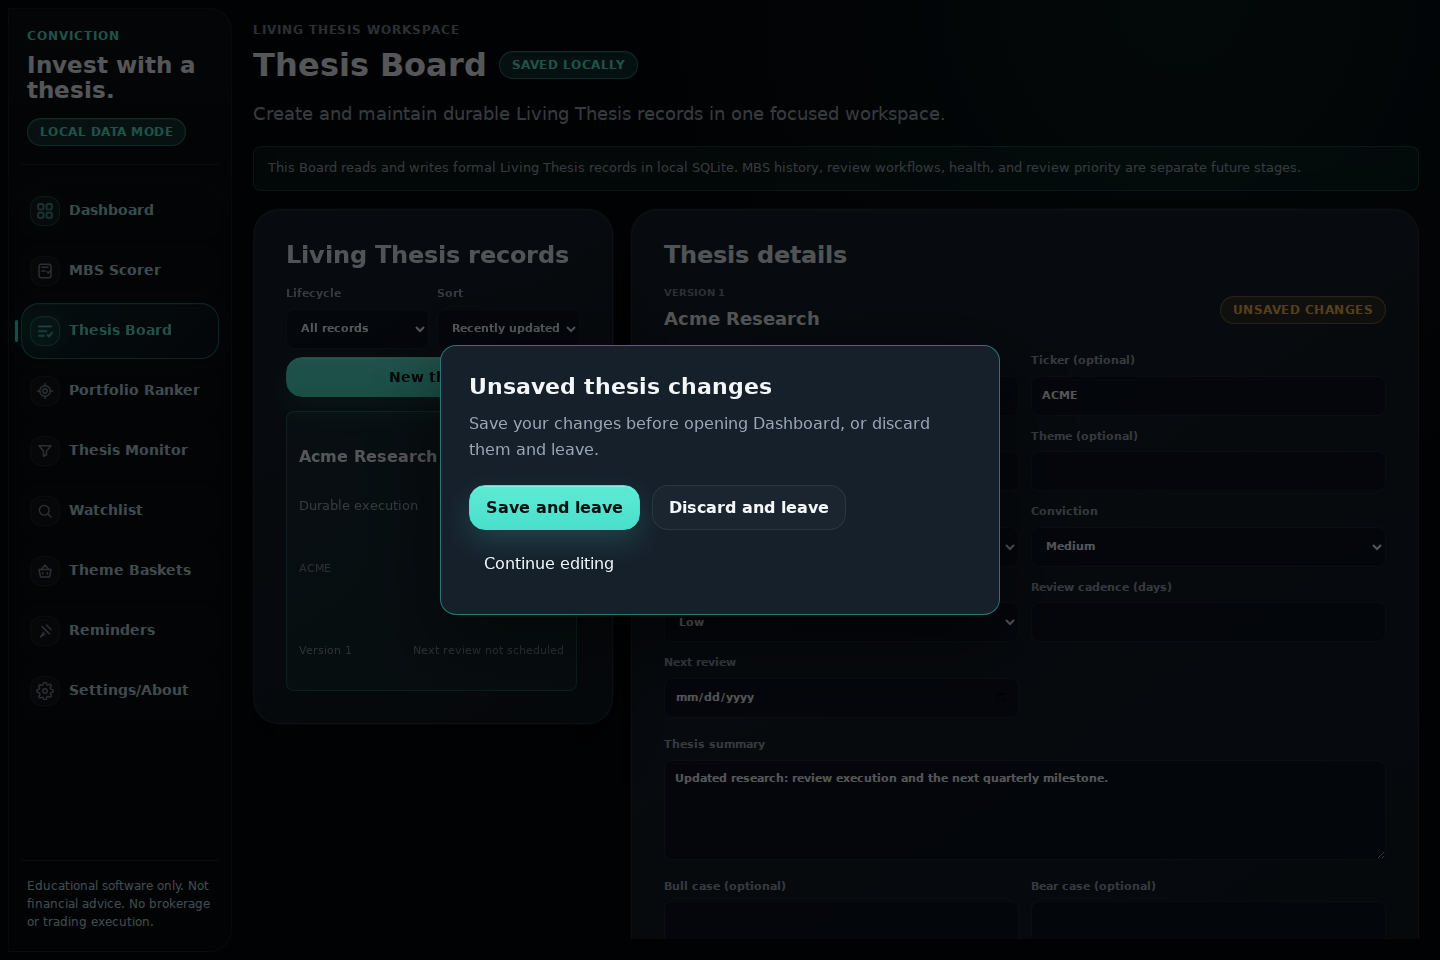 CONVICTION
Invest with a
thesis.
LOCAL DATA MODE
Dashboard
MBS Scorer
Thesis Board
Portfolio Ranker
Thesis Monitor
Watchlist
Theme Baskets
Reminders
Settings/About
Educational software only. Not
financial advice. No brokerage
or trading execution.
LIVING THESIS WORKSPACE
Thesis Board SAVED LOCALLY
Create and maintain durable Living Thesis records in one focused workspace.
This Board reads and writes formal Living Thesis records in local SQLite. MBS history, review workflows, health, and review priority are separate future stages.
Living Thesis records
Lifecycle Sort
All records Recently updated
New
Acme Research
Durable execution
ACME
Version 1 Next review not scheduled
Thesis details
VERSION 1
Acme Research
UNSAVED CHANGES
Ticker (optional)
ACME
Theme (optional)
Conviction
Medium
Review cadence (days)
Low
Next review
mm/dd/yyyy
Thesis summary
Updated research: review execution and the next quarterly milestone.
Bull case (optional) Bear case (optional)
Unsaved thesis changes
Save your changes before opening Dashboard, or discard
them and leave.
Save and leave Discard and leave
Continue editing